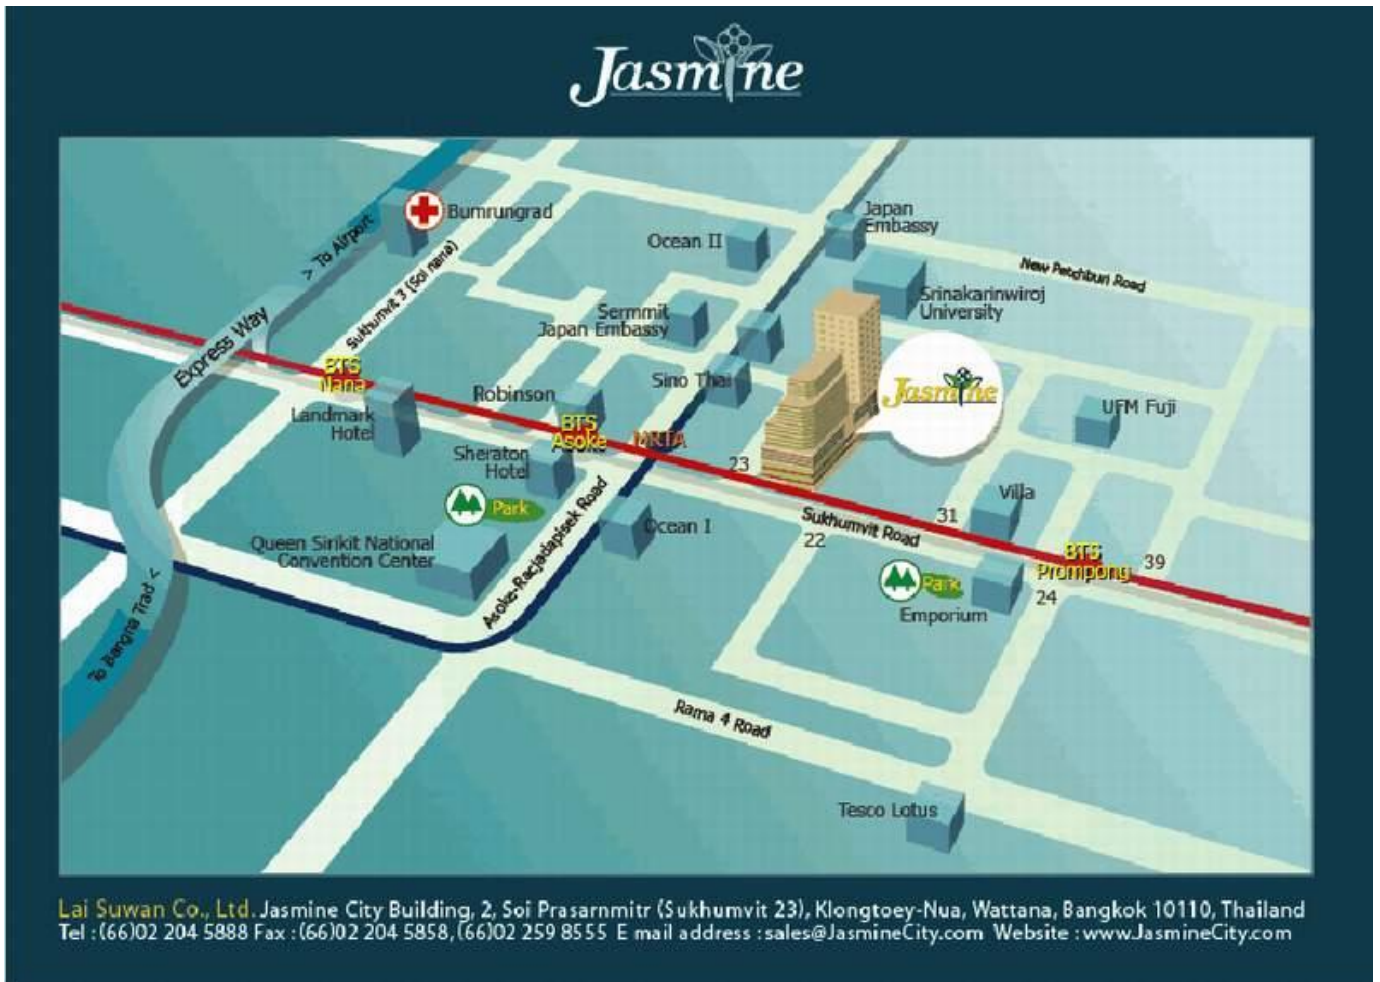 Jasmine
Bumrungrad
> To Airport
Sukhumvit 3 (Soi nana)
Express Way
Japan
Embassy
Ocean II
New Petchburi Road
Srinakarinwiroj
University
Sermmit
Japan Embassy
Sino Thai
Jasmine
UFM Fuji
BTS
Nana
Landmark
Hotel
Robinson
BTS
Asoke
MRTA
Sheraton
Hotel
23
Park
Queen Sirikit National
Convention Center
Asoke-Racjadapisek Road
Ocean I
Villa
31
Sukhumvit Road
22
BTS
Prompong
39
Park
24
Emporium
To Bangna Trad <
Rama 4 Road
Tesco Lotus
Lai Suwan Co., Ltd. Jasmine City Building, 2, Soi Prasarnmitr (Sukhumvit 23), Klongtoey-Nua, Wattana, Bangkok 10110, Thailand
Tel : (66)02 204 5888 Fax : (66)02 204 5858, (66)02 259 8555 E mail address : sales@JasmineCity.com Website : www.JasmineCity.com